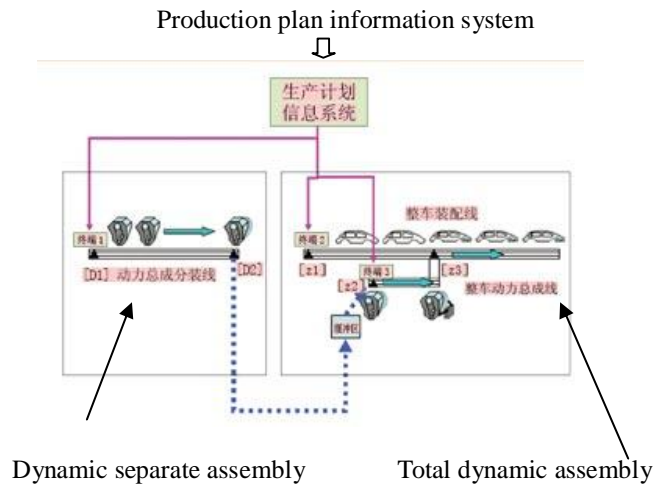 Production plan information system
生产计划
信息系统
整车装配线
终端1
终端2
[D1] 动力总成分装线
[D2]
[z1]
[z2]
终端3
[z3]
整车动力总成线
缓冲区
Dynamic separate assembly
Total dynamic assembly